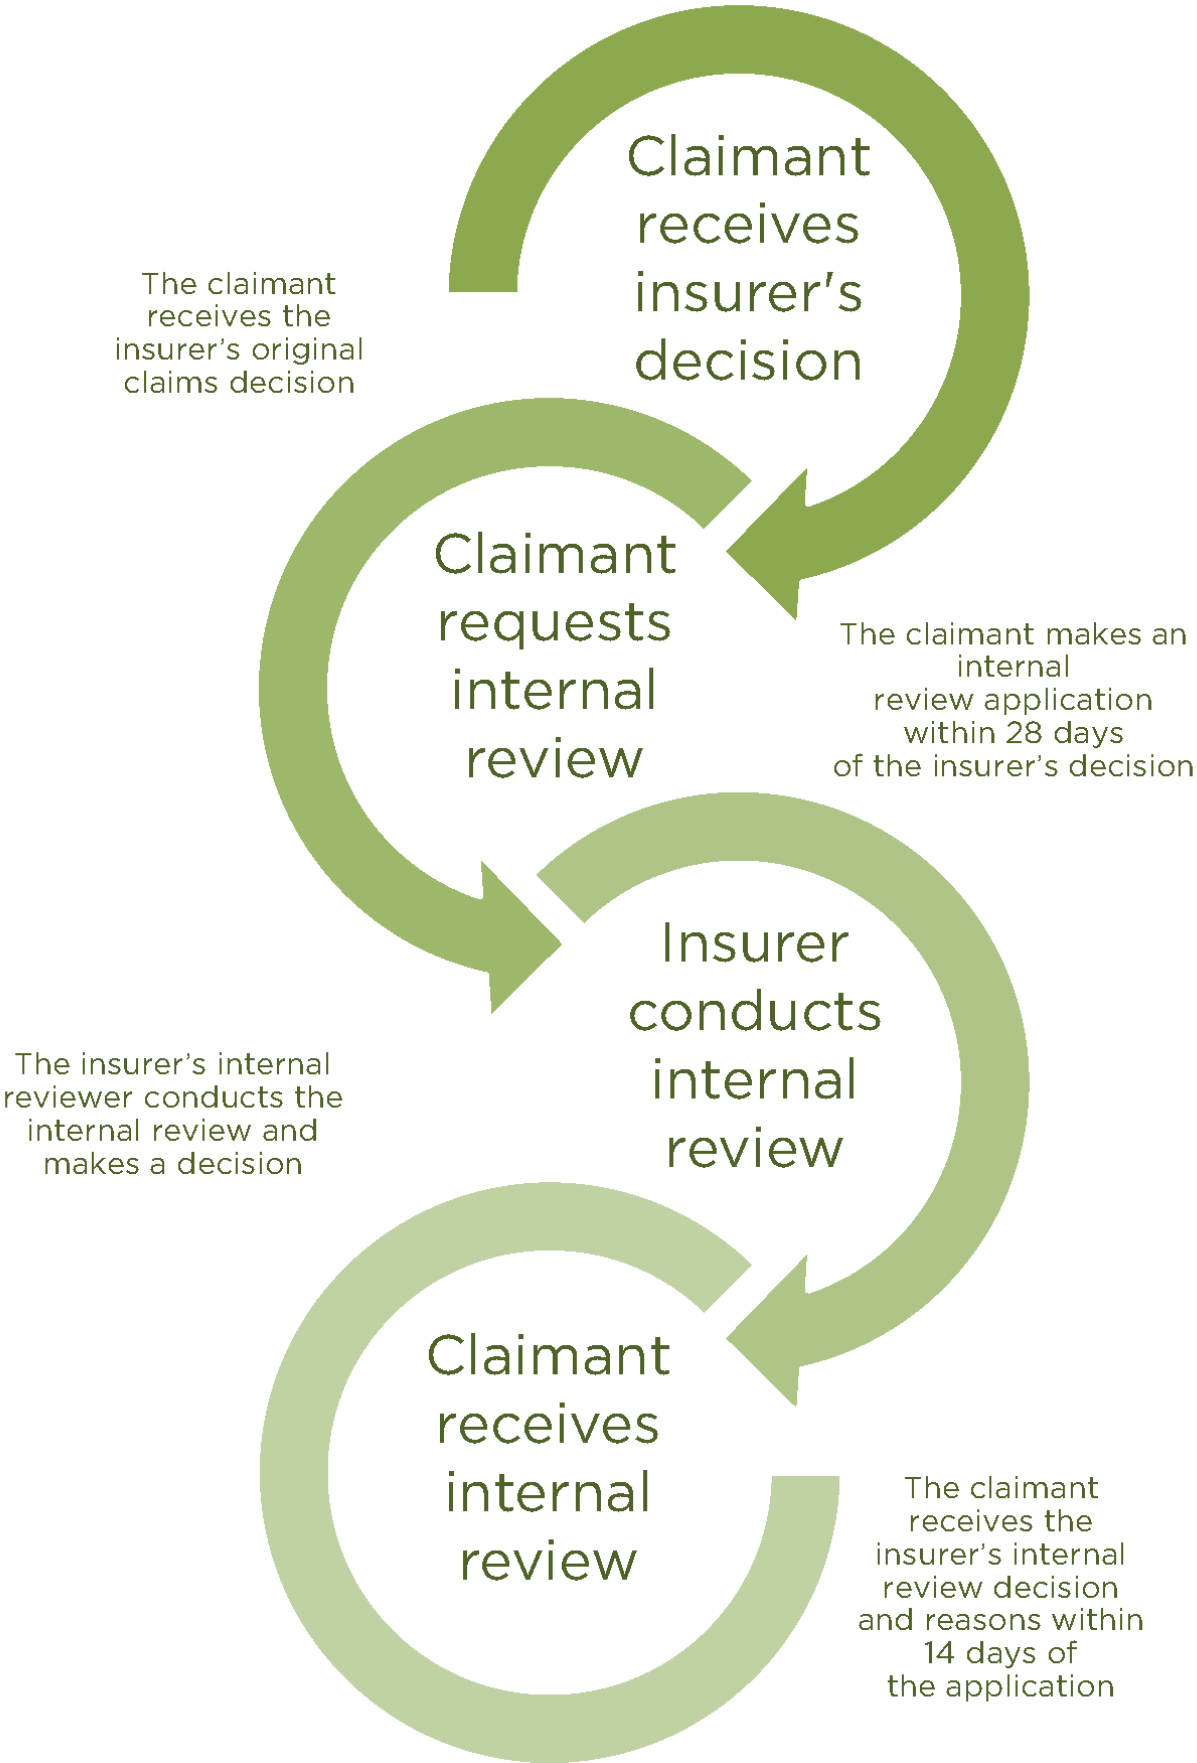 Claimant
receives
insurer's
decision
The claimant
receives the
insurer’s original
claims decision
Claimant
requests
internal
review
The claimant makes an
internal
review application
within 28 days
of the insurer’s decision
Insurer
conducts
internal
review
The insurer’s internal
reviewer conducts the
internal review and
makes a decision
Claimant
receives
internal
review
The claimant
receives the
insurer’s internal
review decision
and reasons within
14 days of
the application